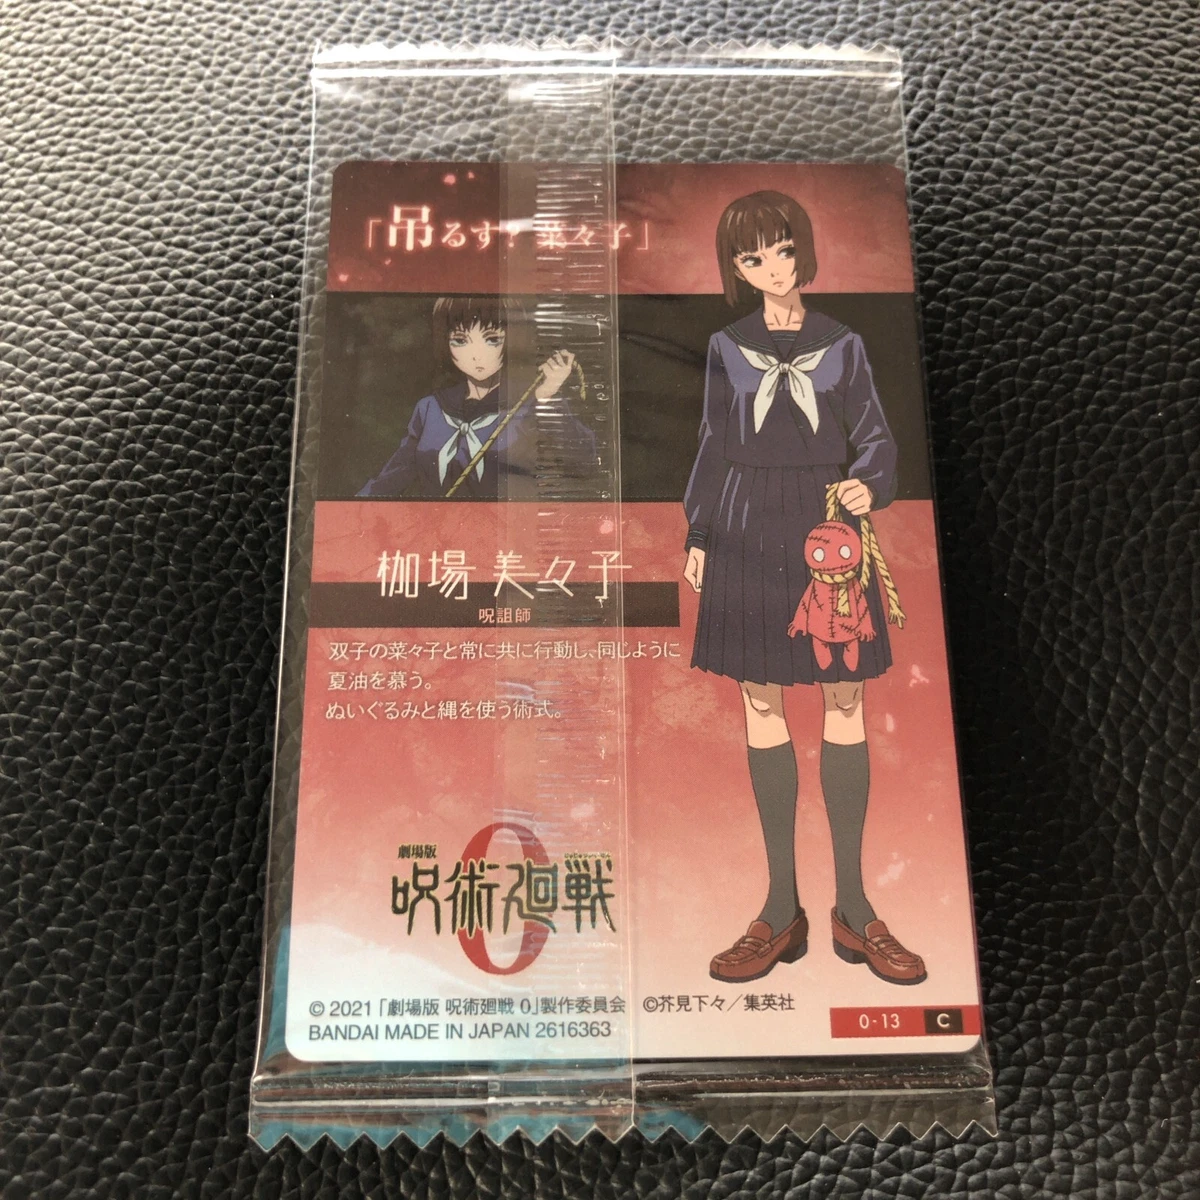 「吊るす? 菜々子」
枷場 美々子
呪詛師
双子の菜々子と常に共に行動し、同じように
夏油を慕う。
ぬいぐるみと縄を使う術式。
劇場版
呪術廻戦
0
© 2021「劇場版 呪術廻戦 0」製作委員会 ©芥見下々/集英社
BANDAI MADE IN JAPAN 2616363
0-13 C